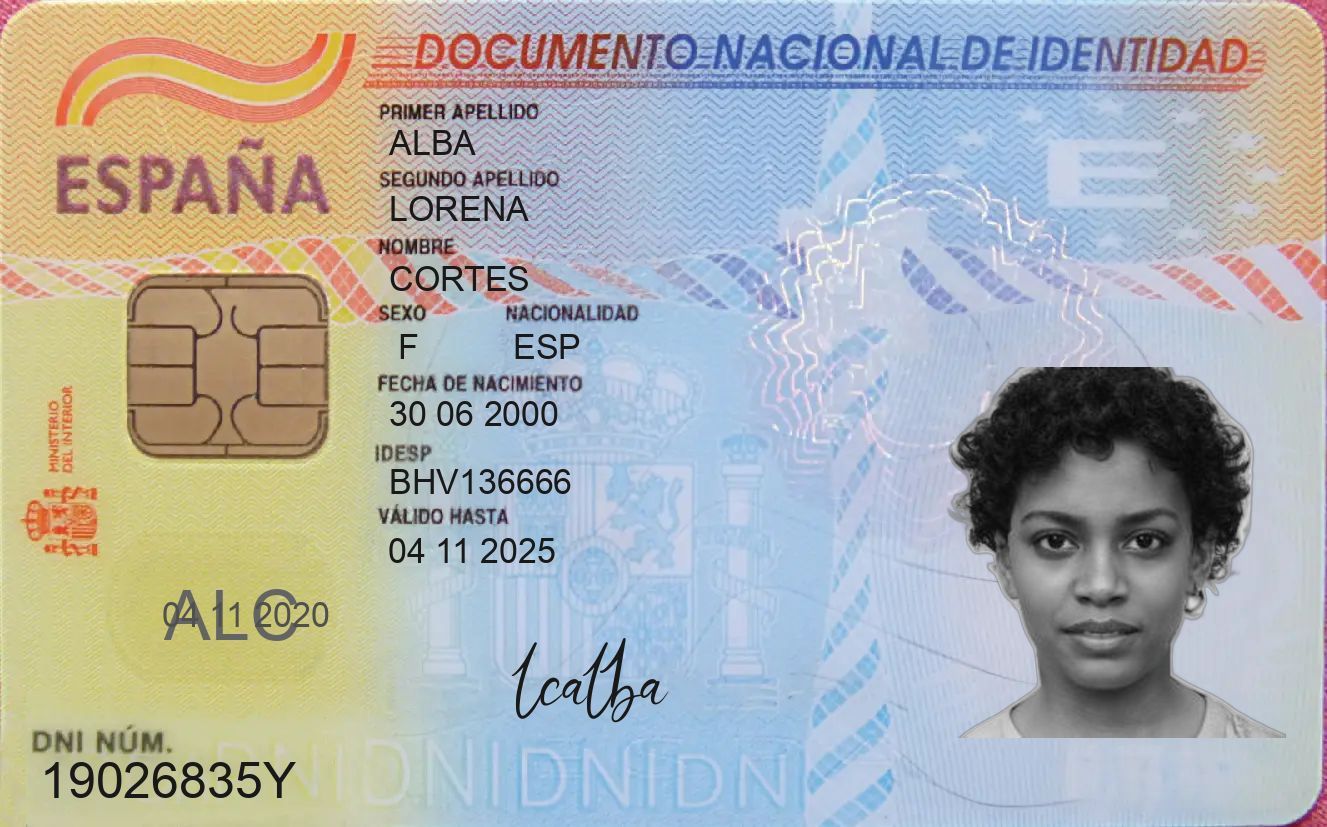 DOCUMENTO NACIONAL DE IDENTIDAD
ESPAÑA
PRIMER APELLIDO
ALBA
SEGUNDO APELLIDO
LORENA
NOMBRE
CORTES
SEXO NACIONALIDAD
F ESP
FECHA DE NACIMIENTO
30 06 2000
IDESP
BHV136666
VÁLIDO HASTA
04 11 2025
MINISTERIO
DEL INTERIOR
E
ALC
04 11 2020
lcalba
DNI NÚM.
19026835Y
DNIDNIDNIDNI